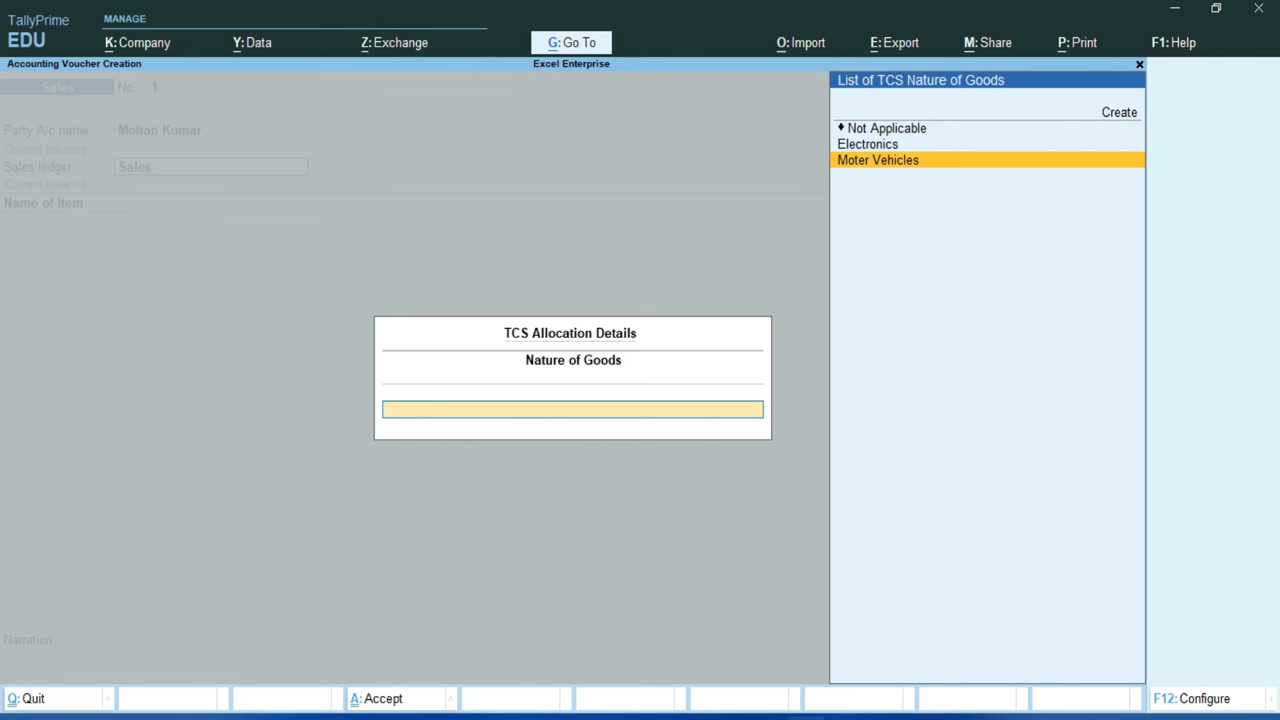 TallyPrime
EDU
MANAGE
K: Company
Y: Data
Z: Exchange
G: Go To
O: Import
E: Export
M: Share
P: Print
F1: Help
Accounting Voucher Creation
Excel Enterprise
Sales No. 1
Party A/c name : Mohan Kumar
Current balance :
Sales ledger : Sales
Current balance :
Name of Item
TCS Allocation Details
Nature of Goods
List of TCS Nature of Goods
Create
♦ Not Applicable
Electronics
Moter Vehicles
Narration:
Q: Quit
A: Accept
F12: Configure